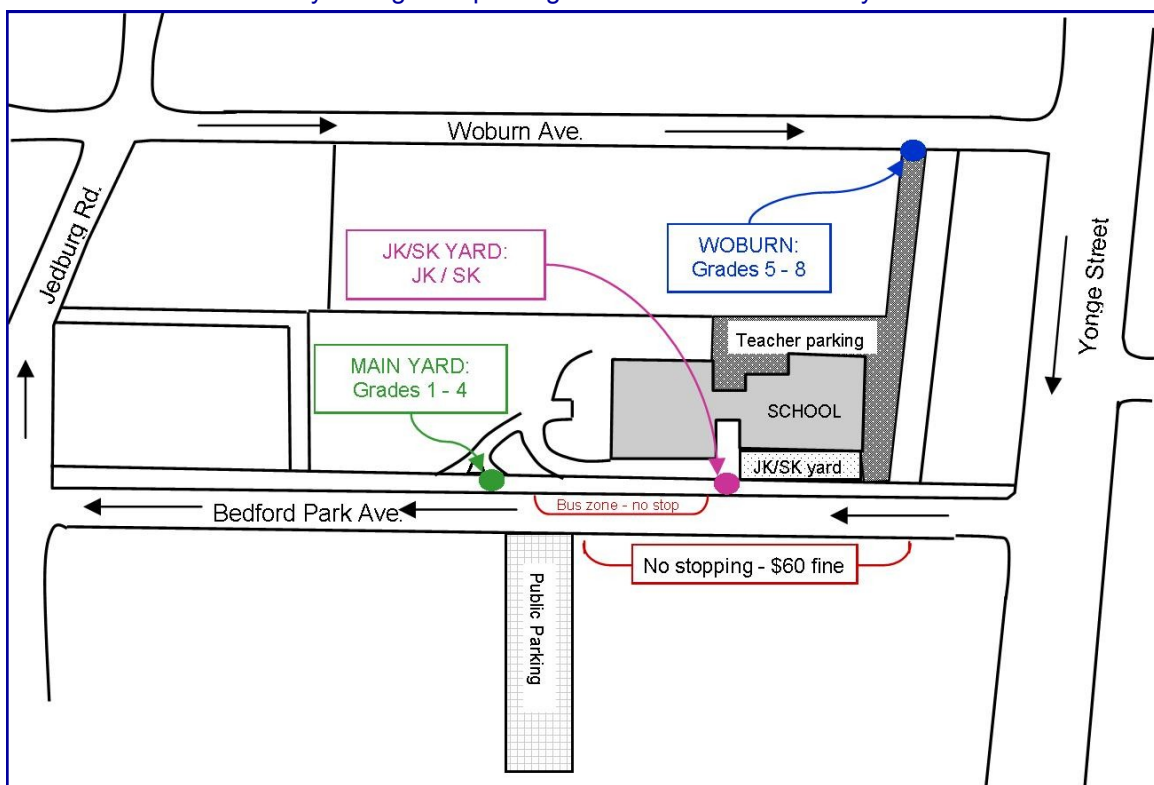 Woburn Ave.
Jedburg Rd.
JK/SK YARD:
JK / SK
WOBURN:
Grades 5 - 8
Yonge Street
MAIN YARD:
Grades 1 - 4
Teacher parking
SCHOOL
JK/SK yard
Bedford Park Ave.
Bus zone - no stop
No stopping - $60 fine
Public Parking